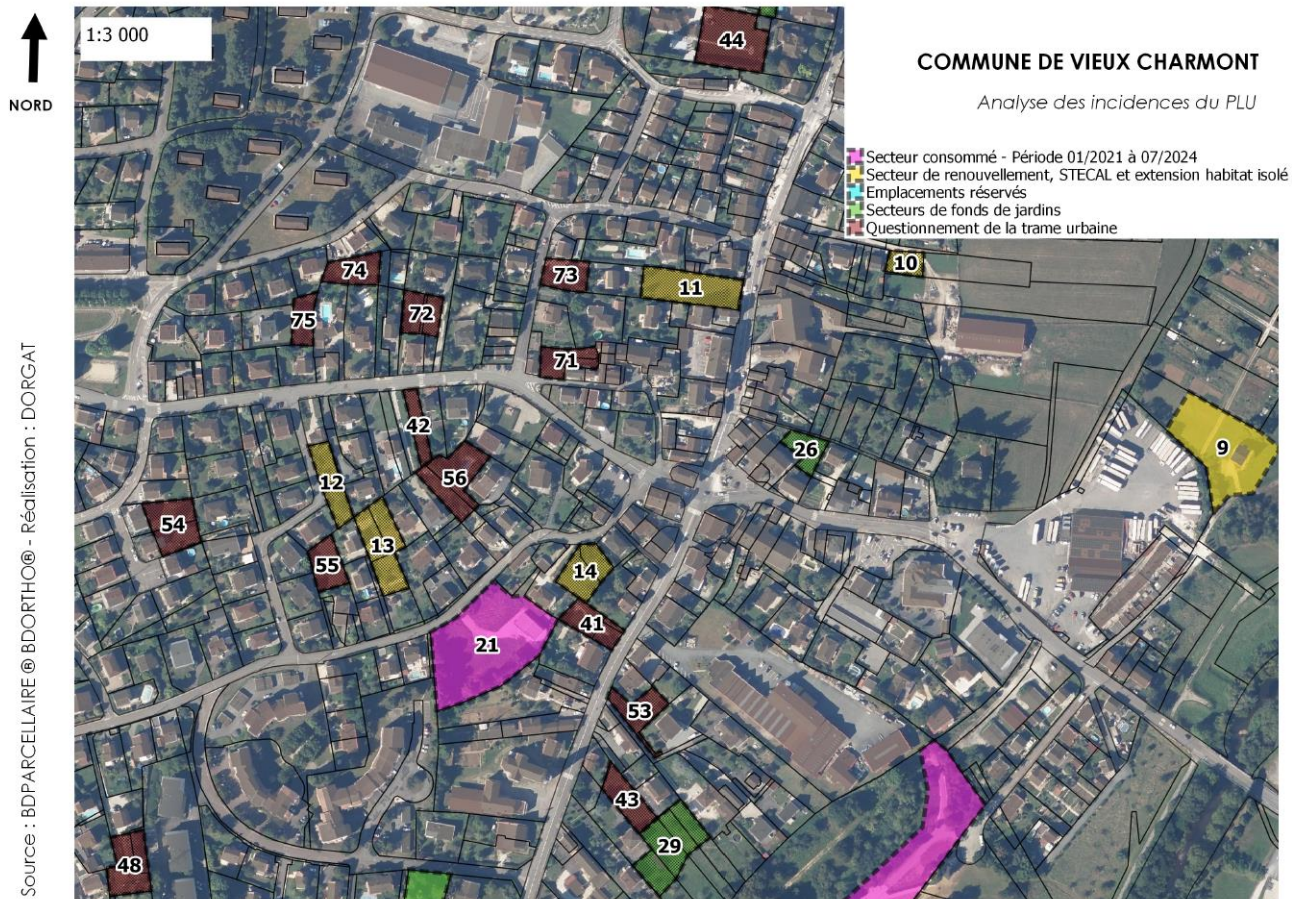 1:3 000
NORD
COMMUNE DE VIEUX CHARMONT
Analyse des incidences du PLU
Secteur consommé - Période 01/2021 à 07/2024
Secteur de renouvellement, STECAL et extension habitat isolé
Emplacements réservés
Secteurs de fonds de jardins
Questionnement de la trame urbaine
44
10
74
73
11
72
75
71
42
26
9
12
56
54
13
55
14
41
21
53
43
29
48
Source : BDPARCELLAIRE® BDORTHO® - Réalisation : DORGAT